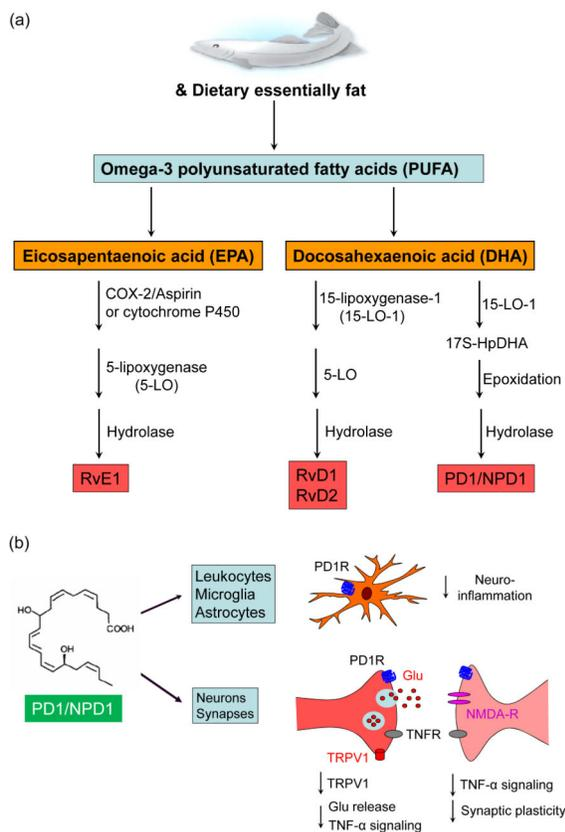 (a)
& Dietary essentially fat
Omega-3 polyunsaturated fatty acids (PUFA)
Eicosapentaenoic acid (EPA)
Docosahexaenoic acid (DHA)
COX-2/Aspirin
or cytochrome P450
5-lipoxygenase
(5-LO)
Hydrolase
RvE1
15-lipoxygenase-1
(15-LO-1)
5-LO
Hydrolase
RvD1
RvD2
15-LO-1
17S-HpDHA
Epoxidation
Hydrolase
PD1/NPD1
(b)
HO
COOH
OH
PD1/NPD1
Leukocytes
Microglia
Astrocytes
PD1R
Neuro-
inflammation
Neurons
Synapses
PD1R
Glu
NMDA-R
TNFR
TRPV1
TRPV1
Glu release
TNF-α signaling
TNF-α signaling
Synaptic plasticity